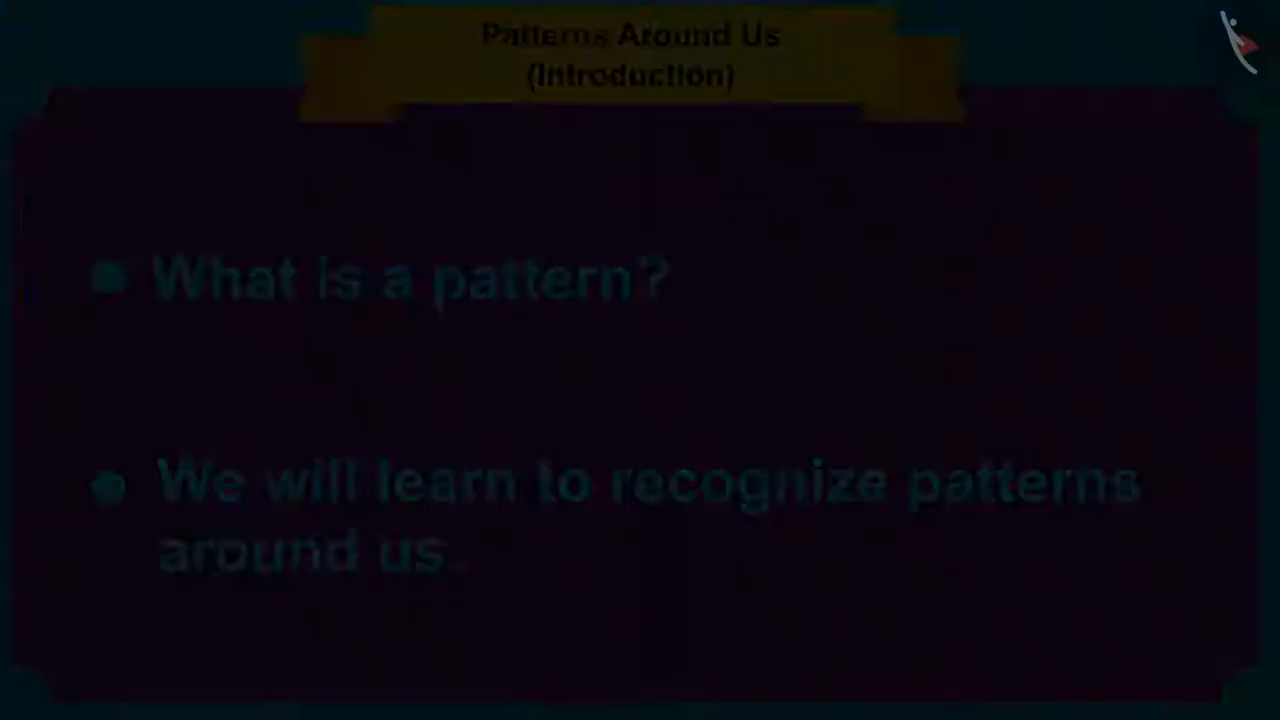 Patterns Around Us
(Introduction)
What is a pattern?
We will learn to recognize patterns
around us.